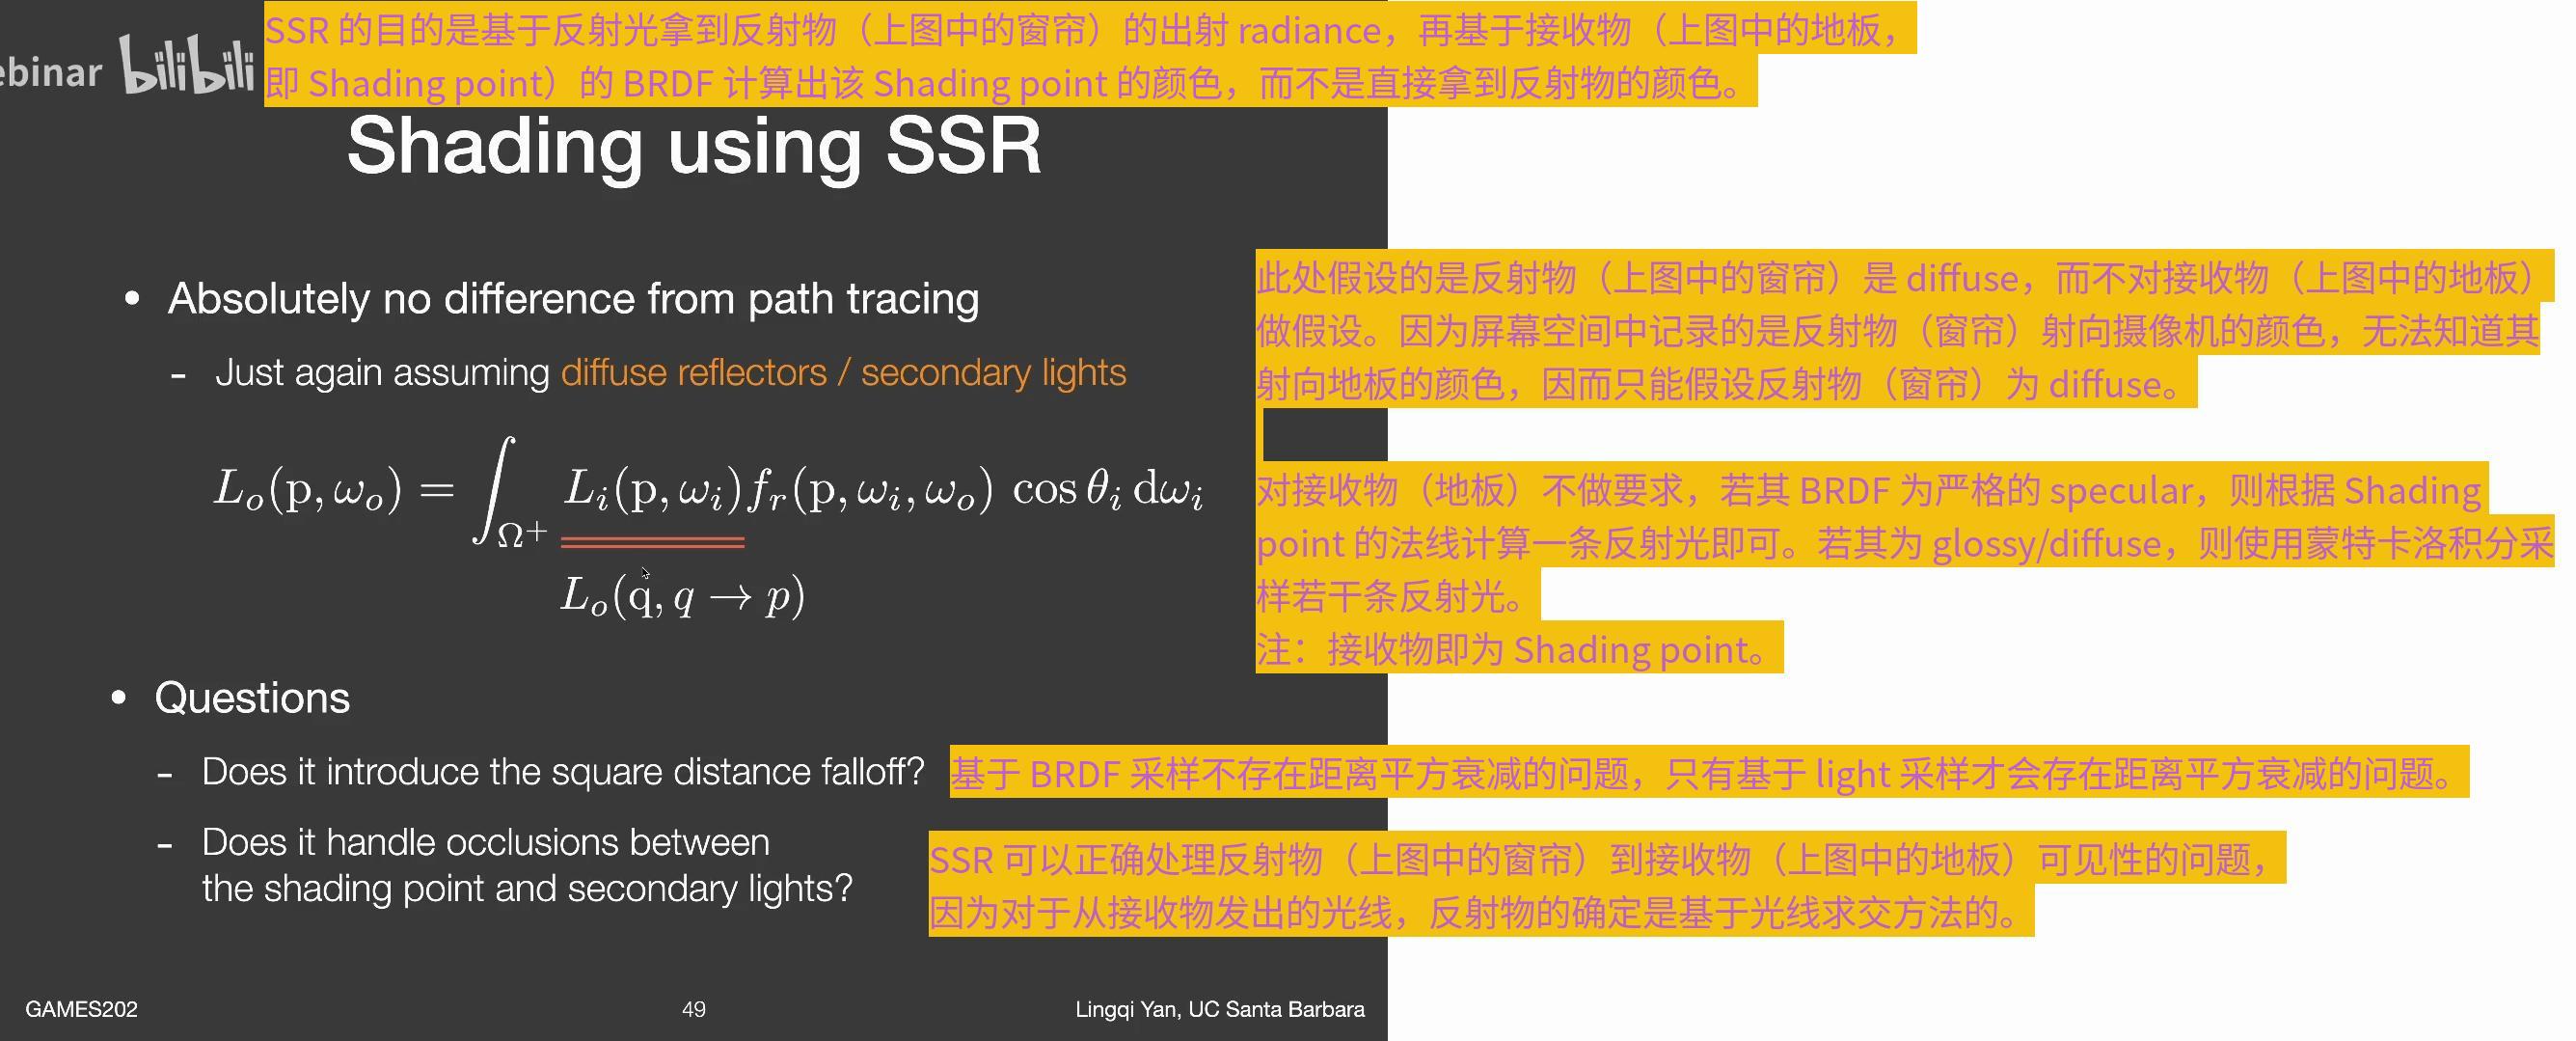 SSR 的目的是基于反射光拿到反射物（上图中的窗帘）的出射 radiance，再基于接收物（上图中的地板，
ebinar bilibili 即 Shading point）的 BRDF 计算出该 Shading point 的颜色，而不是直接拿到反射物的颜色。
Shading using SSR
• Absolutely no difference from path tracing
- Just again assuming diffuse reflectors / secondary lights
L_o(p, ω_o) = ∫_{Ω^+} L_i(p, ω_i) f_r(p, ω_i, ω_o) cos θ_i dω_i
L_o(q, q → p)
此处假设的是反射物（上图中的窗帘）是 diffuse，而不对接收物（上图中的地板）
做假设。因为屏幕空间中记录的是反射物（窗帘）射向摄像机的颜色，无法知道其
射向地板的颜色，因而只能假设反射物（窗帘）为 diffuse。
对接收物（地板）不做要求，若其 BRDF 为严格的 specular，则根据 Shading
point 的法线计算一条反射光即可。若其为 glossy/diffuse，则使用蒙特卡洛积分采
样若干条反射光。
注：接收物即为 Shading point。
• Questions
- Does it introduce the square distance falloff? 基于 BRDF 采样不存在距离平方衰减的问题，只有基于 light 采样才会存在距离平方衰减的问题。
- Does it handle occlusions between
the shading point and secondary lights?
SSR 可以正确处理反射物（上图中的窗帘）到接收物（上图中的地板）可见性的问题，
因为对于从接收物发出的光线，反射物的确定是基于光线求交方法的。
GAMES202 49 Lingqi Yan, UC Santa Barbara